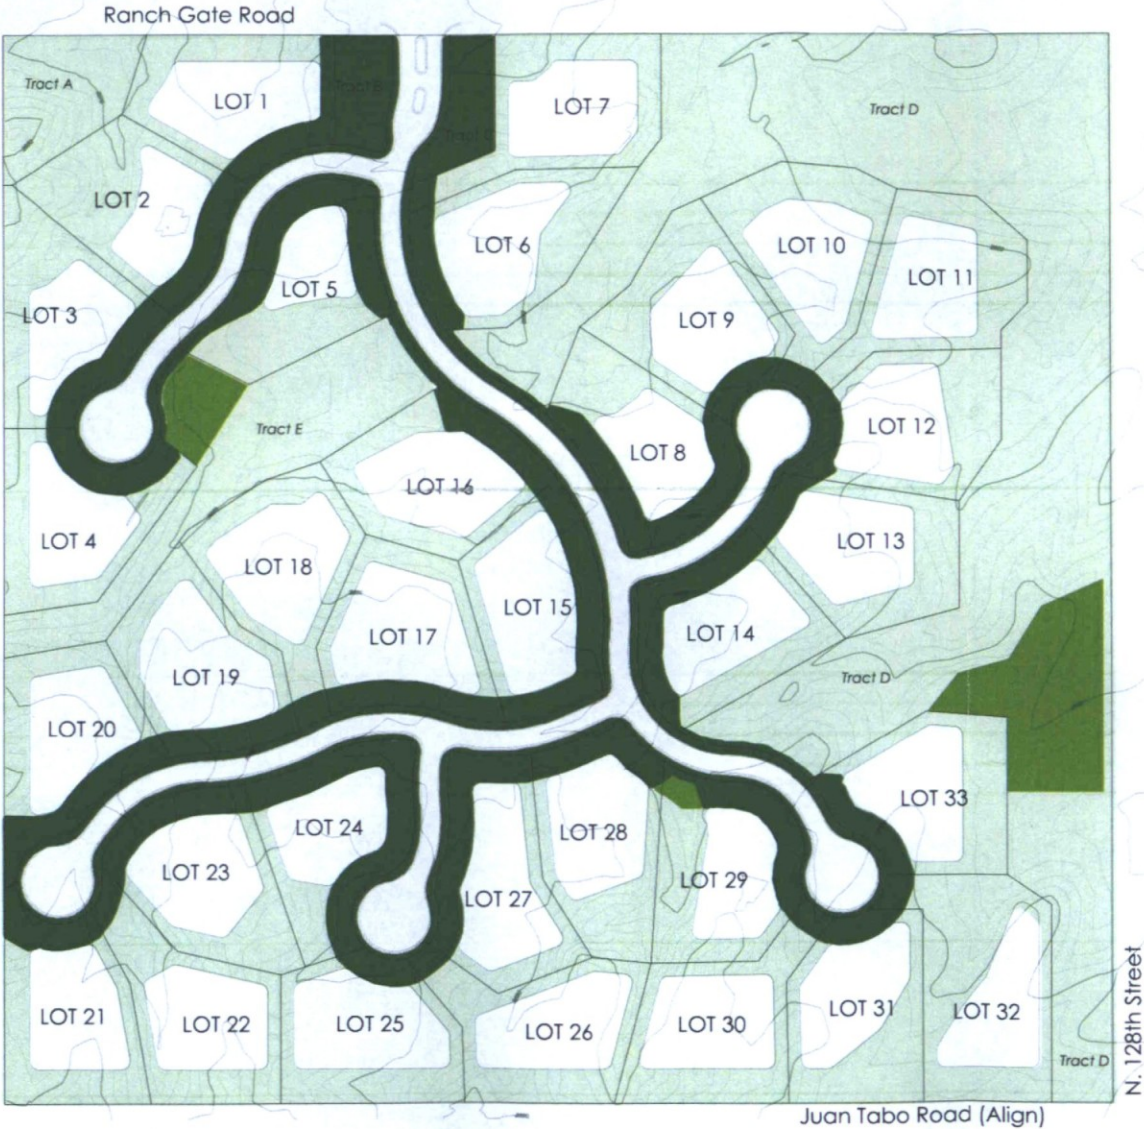 Ranch Gate Road
Tract A
LOT 1
Tract B
LOT 7
Tract D
Tract C
LOT 2
LOT 6
LOT 10
LOT 11
LOT 5
LOT 3
LOT 9
LOT 12
Tract E
LOT 8
LOT 16
LOT 4
LOT 13
LOT 18
LOT 15
LOT 17
LOT 14
LOT 19
Tract D
LOT 20
LOT 33
LOT 24
LOT 28
LOT 23
LOT 29
LOT 27
LOT 21
LOT 22
LOT 25
LOT 26
LOT 30
LOT 31
LOT 32
Tract D
N. 128th Street
Juan Tabo Road (Align)